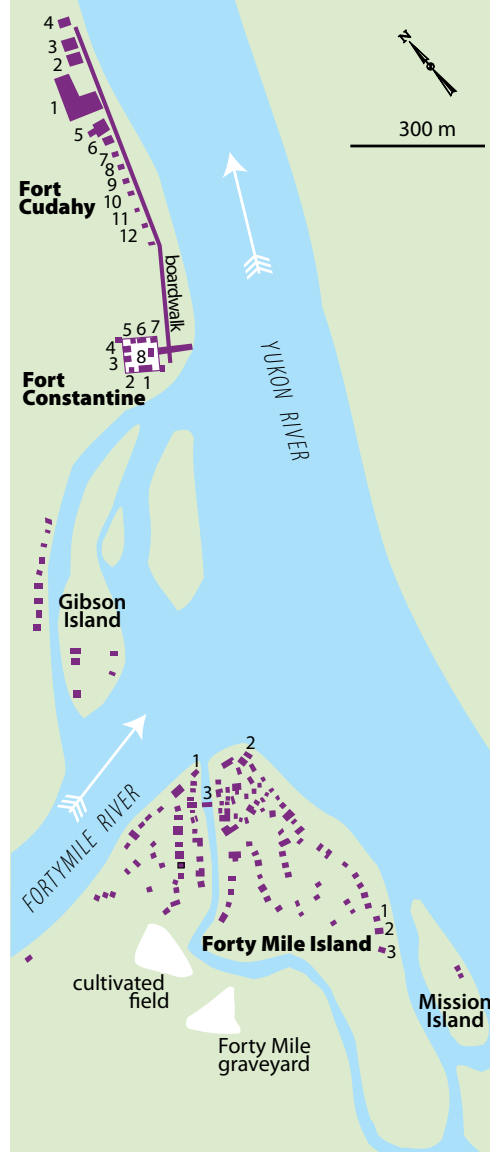 4
3
2
1
5
6
7
8
9
10
11
12
N
S
300 m
Fort
Cudahy
boardwalk
5 6 7
4
8
3
2 1
Fort
Constantine
YUKON RIVER
Gibson
Island
FORTYMILE RIVER
1
2
3
1
2
3
Forty Mile Island
cultivated
field
Forty Mile
graveyard
Mission
Island